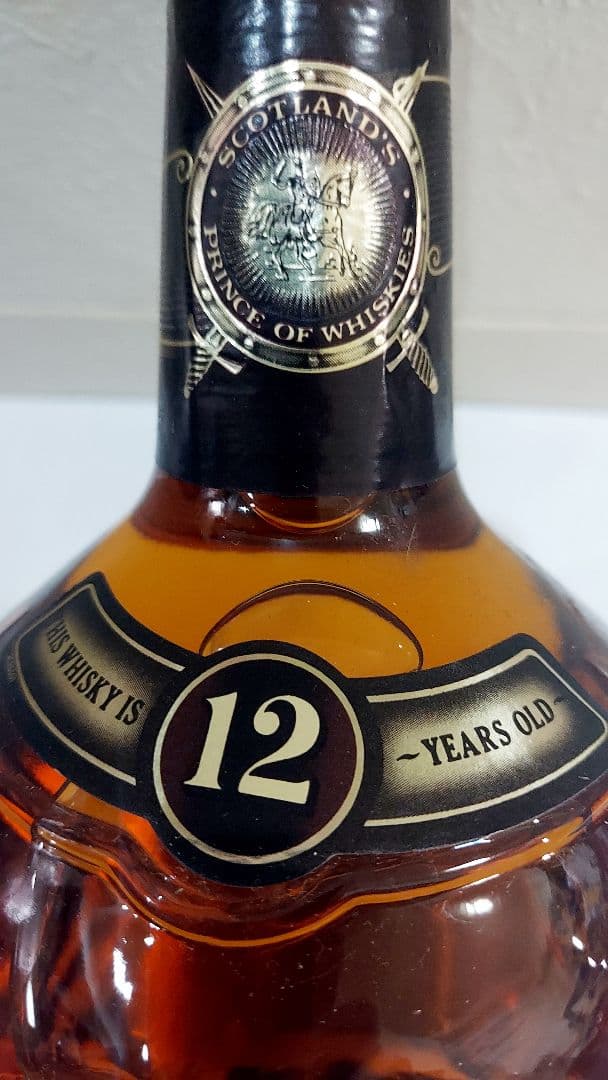 SCOTLAND'S
PRINCE OF WHISKIES
HIS WHISKY IS
12
~YEARS OLD~